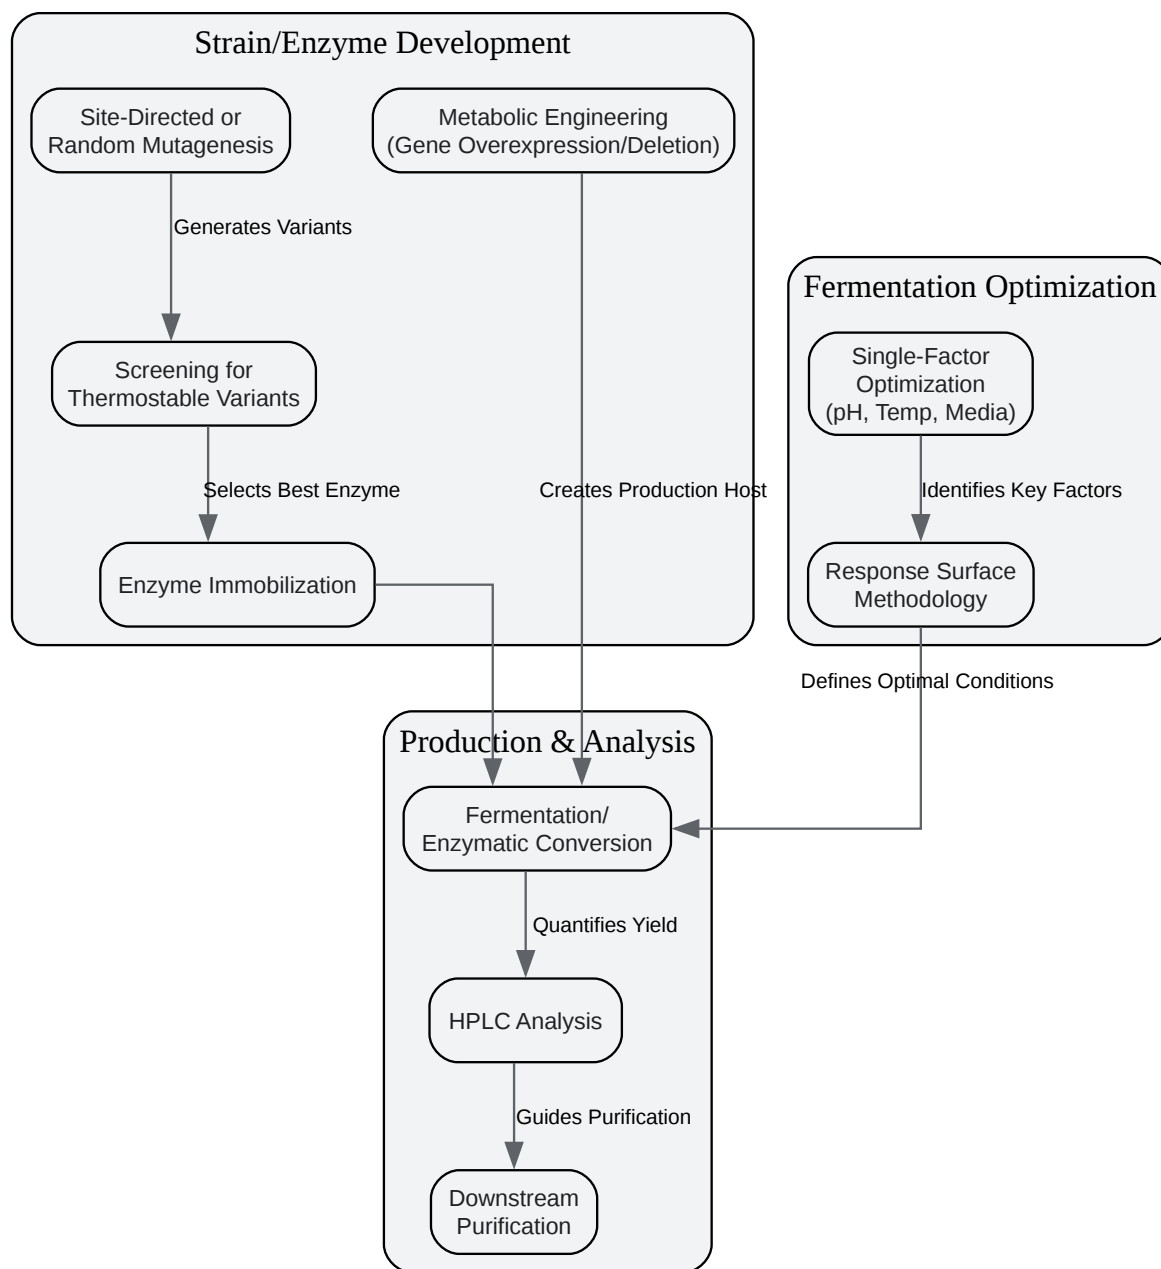 Strain/Enzyme Development
Site-Directed or
Random Mutagenesis
Metabolic Engineering
(Gene Overexpression/Deletion)
Generates Variants
Screening for
Thermostable Variants
Selects Best Enzyme
Creates Production Host
Enzyme Immobilization
Fermentation Optimization
Single-Factor
Optimization
(pH, Temp, Media)
Identifies Key Factors
Response Surface
Methodology
Defines Optimal Conditions
Production & Analysis
Fermentation/
Enzymatic Conversion
Quantifies Yield
HPLC Analysis
Guides Purification
Downstream
Purification